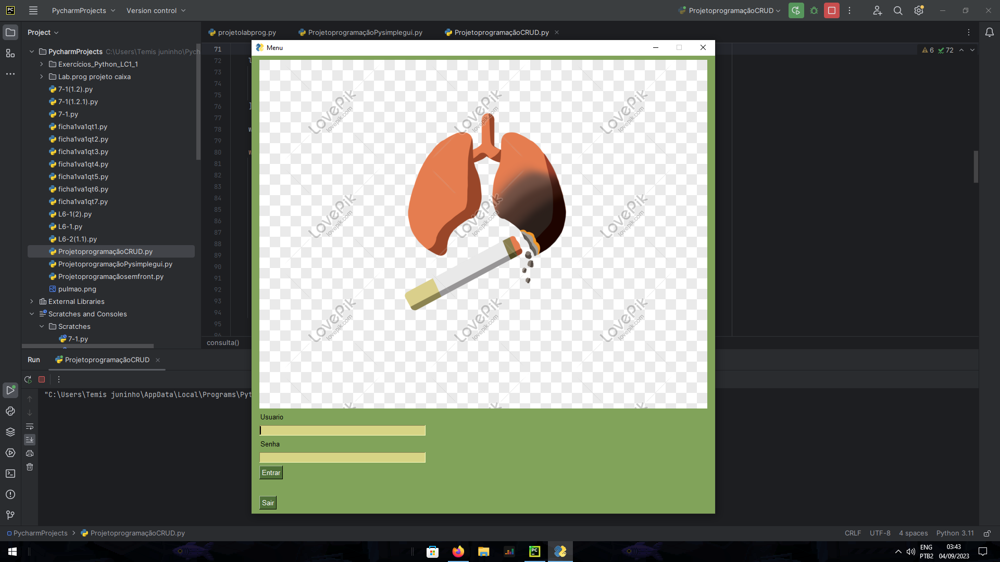 PC
PycharmProjects
Version control
ProjetoprogramaçãoCRUD
Project
PycharmProjects C:\Users\Temis juninho\Pych
Exercícios_Python_LC1_1
Lab.prog projeto caixa
7-1(1.2).py
7-1(1.2.1).py
7-1.py
ficha1va1qt1.py
ficha1va1qt2.py
ficha1va1qt3.py
ficha1va1qt4.py
ficha1va1qt5.py
ficha1va1qt6.py
ficha1va1qt7.py
L6-1(2).py
L6-1.py
L6-2(1.1).py
ProjetoprogramaçãoCRUD.py
ProjetoprogramaçãoPysimplegui.py
Projetoprogramaçãosemfront.py
pulmao.png
External Libraries
Scratches and Consoles
Scratches
7-1.py
projetolabprog.py
ProjetoprogramaçãoPysimplegui.py
ProjetoprogramaçãoCRUD.py
6 72
71
72
73
74
75
76 ]
77
78
79
80
81
82
83
84
85
86
87
88
89
90
91
92
93
94
95
96
consulta()
Menu
LovePik
lovepik.com
LovePik
lovepik.com
LovePik
lovepik.com
LovePik
lovepik.com
LovePik
lovepik.com
LovePik
lovepik.com
LovePik
lovepik.com
LovePik
lovepik.com
LovePik
lovepik.com
Usuario
Senha
Entrar
Sair
Run
ProjetoprogramaçãoCRUD
"C:\Users\Temis juninho\AppData\Local\Programs\Pyt
PycharmProjects
ProjetoprogramaçãoCRUD.py
CRLF
UTF-8
4 spaces
Python 3.11
PC
ENG
PTB2
03:43
04/09/2023